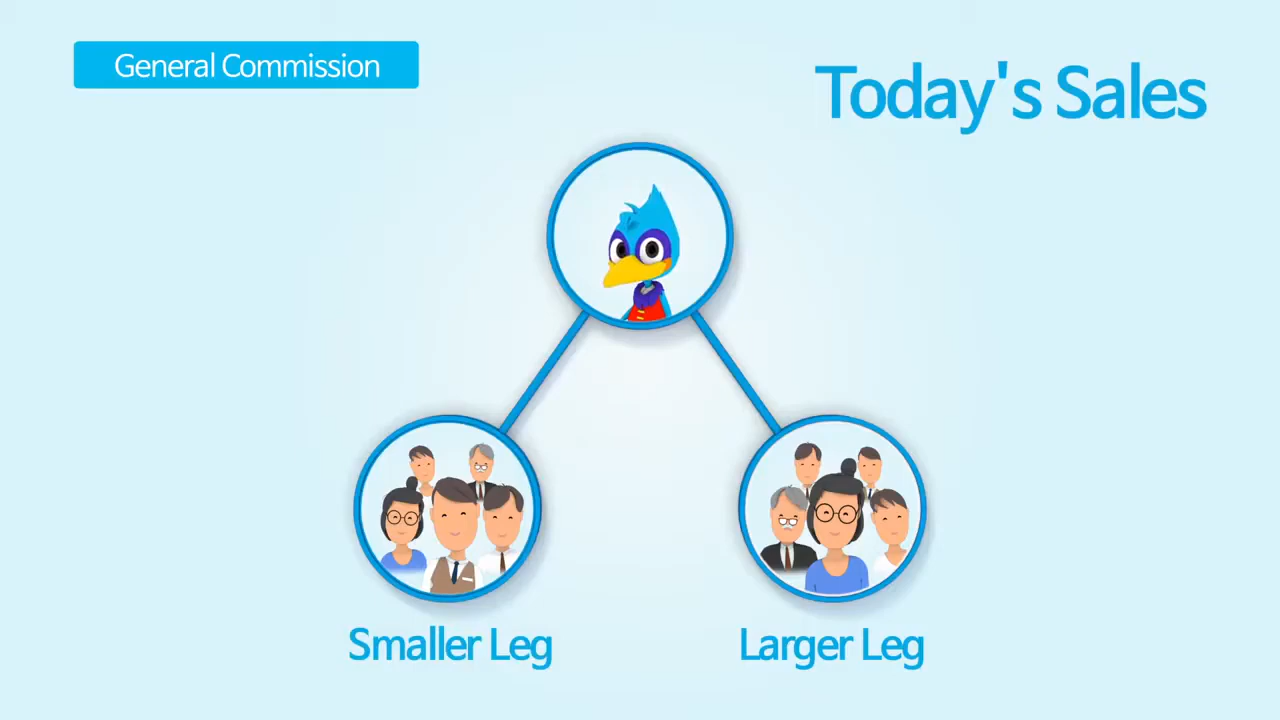 General Commission
Today's Sales
Smaller Leg
Larger Leg